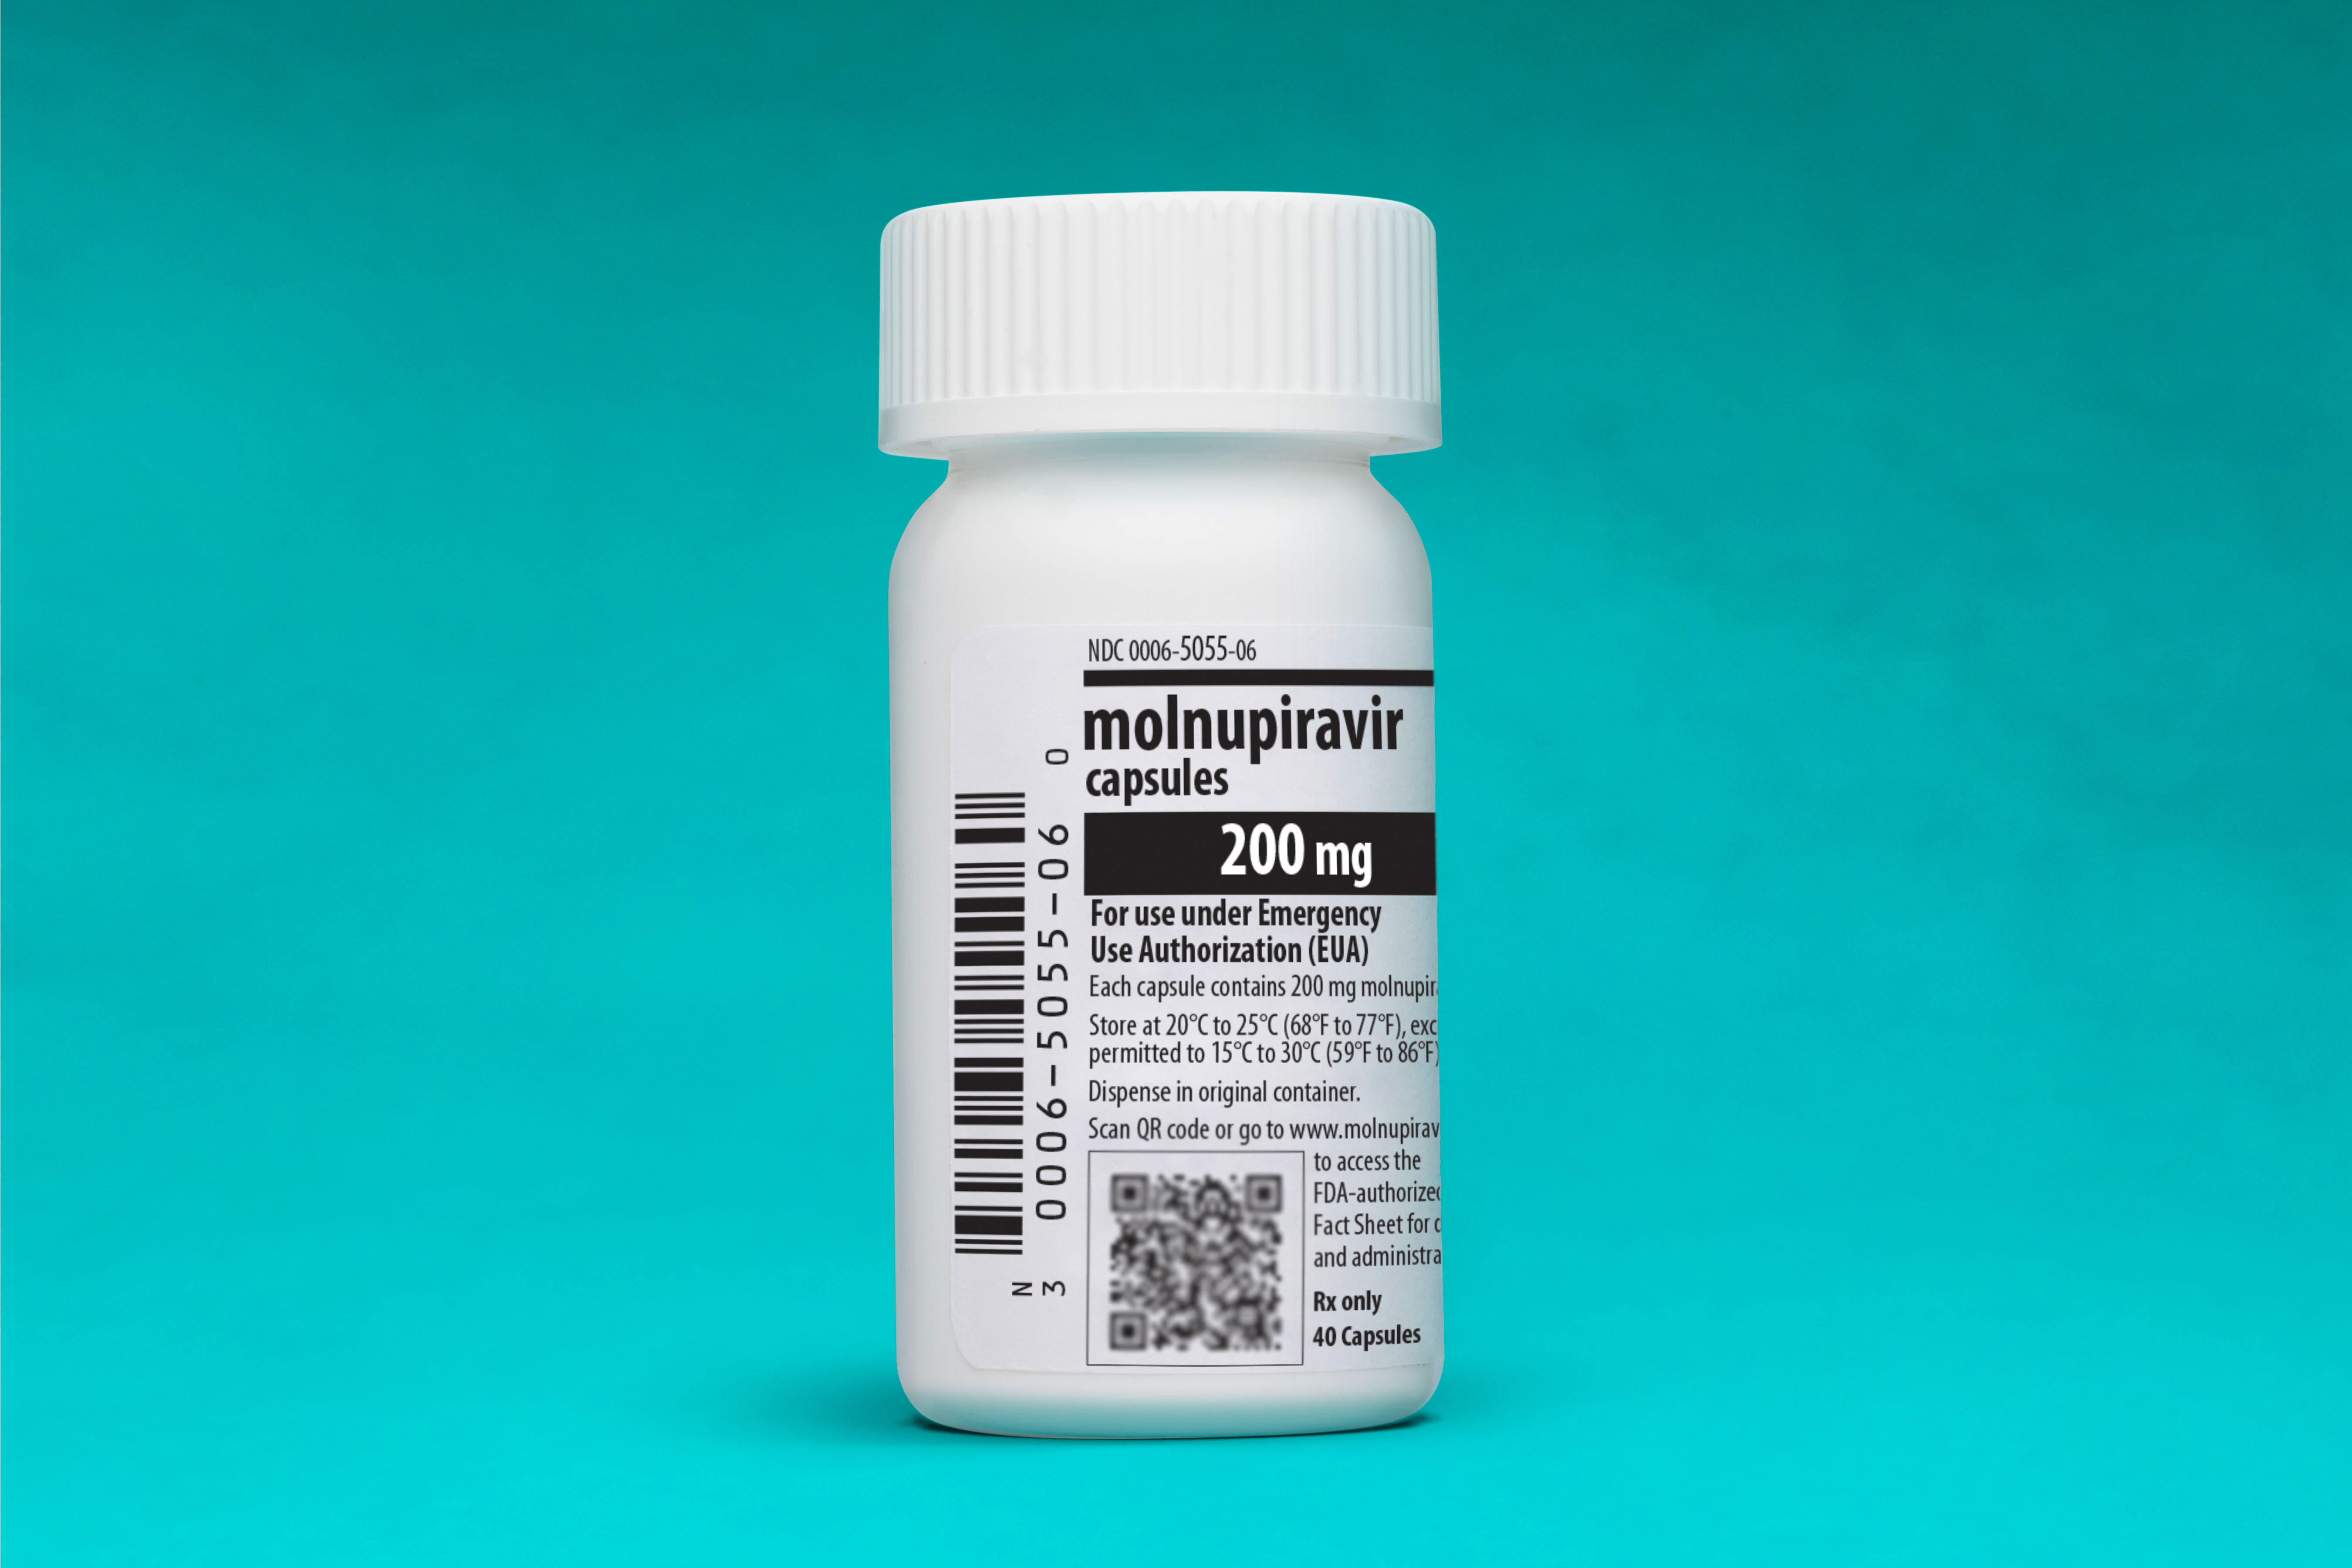 NDC 0006-5055-06
molnupiravir
capsules
200 mg
For use under Emergency
Use Authorization (EUA)
Each capsule contains 200 mg
Store at 20°C to 25°C (68°F to 77°F),
permitted to 15°C to 30°C (59°F to 86°F)
Dispense in original container.
Scan QR code or go to
to access the
Fact Sheet for
and
Rx only
40 Capsules
N
3 0006-5055-06 0